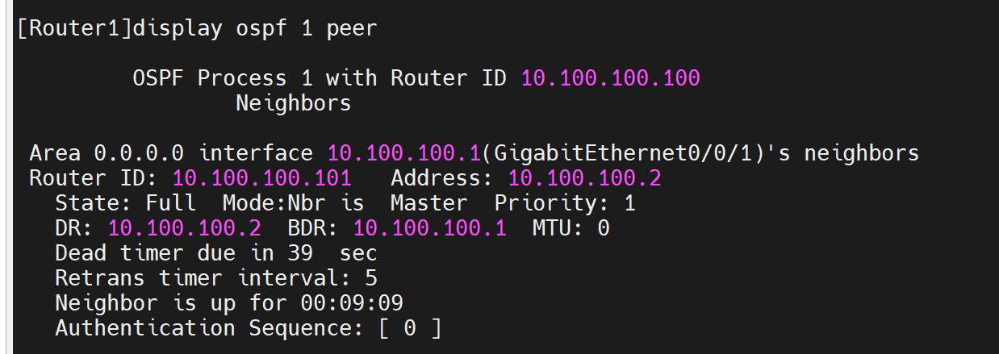 [Router1]display ospf 1 peer
OSPF Process 1 with Router ID 10.100.100.100
Neighbors
Area 0.0.0.0 interface 10.100.100.1(GigabitEthernet0/0/1)'s neighbors
Router ID: 10.100.100.101   Address: 10.100.100.2
State: Full  Mode:Nbr is  Master  Priority: 1
DR: 10.100.100.2  BDR: 10.100.100.1  MTU: 0
Dead timer due in 39  sec
Retrans timer interval: 5
Neighbor is up for 00:09:09
Authentication Sequence: [ 0 ]